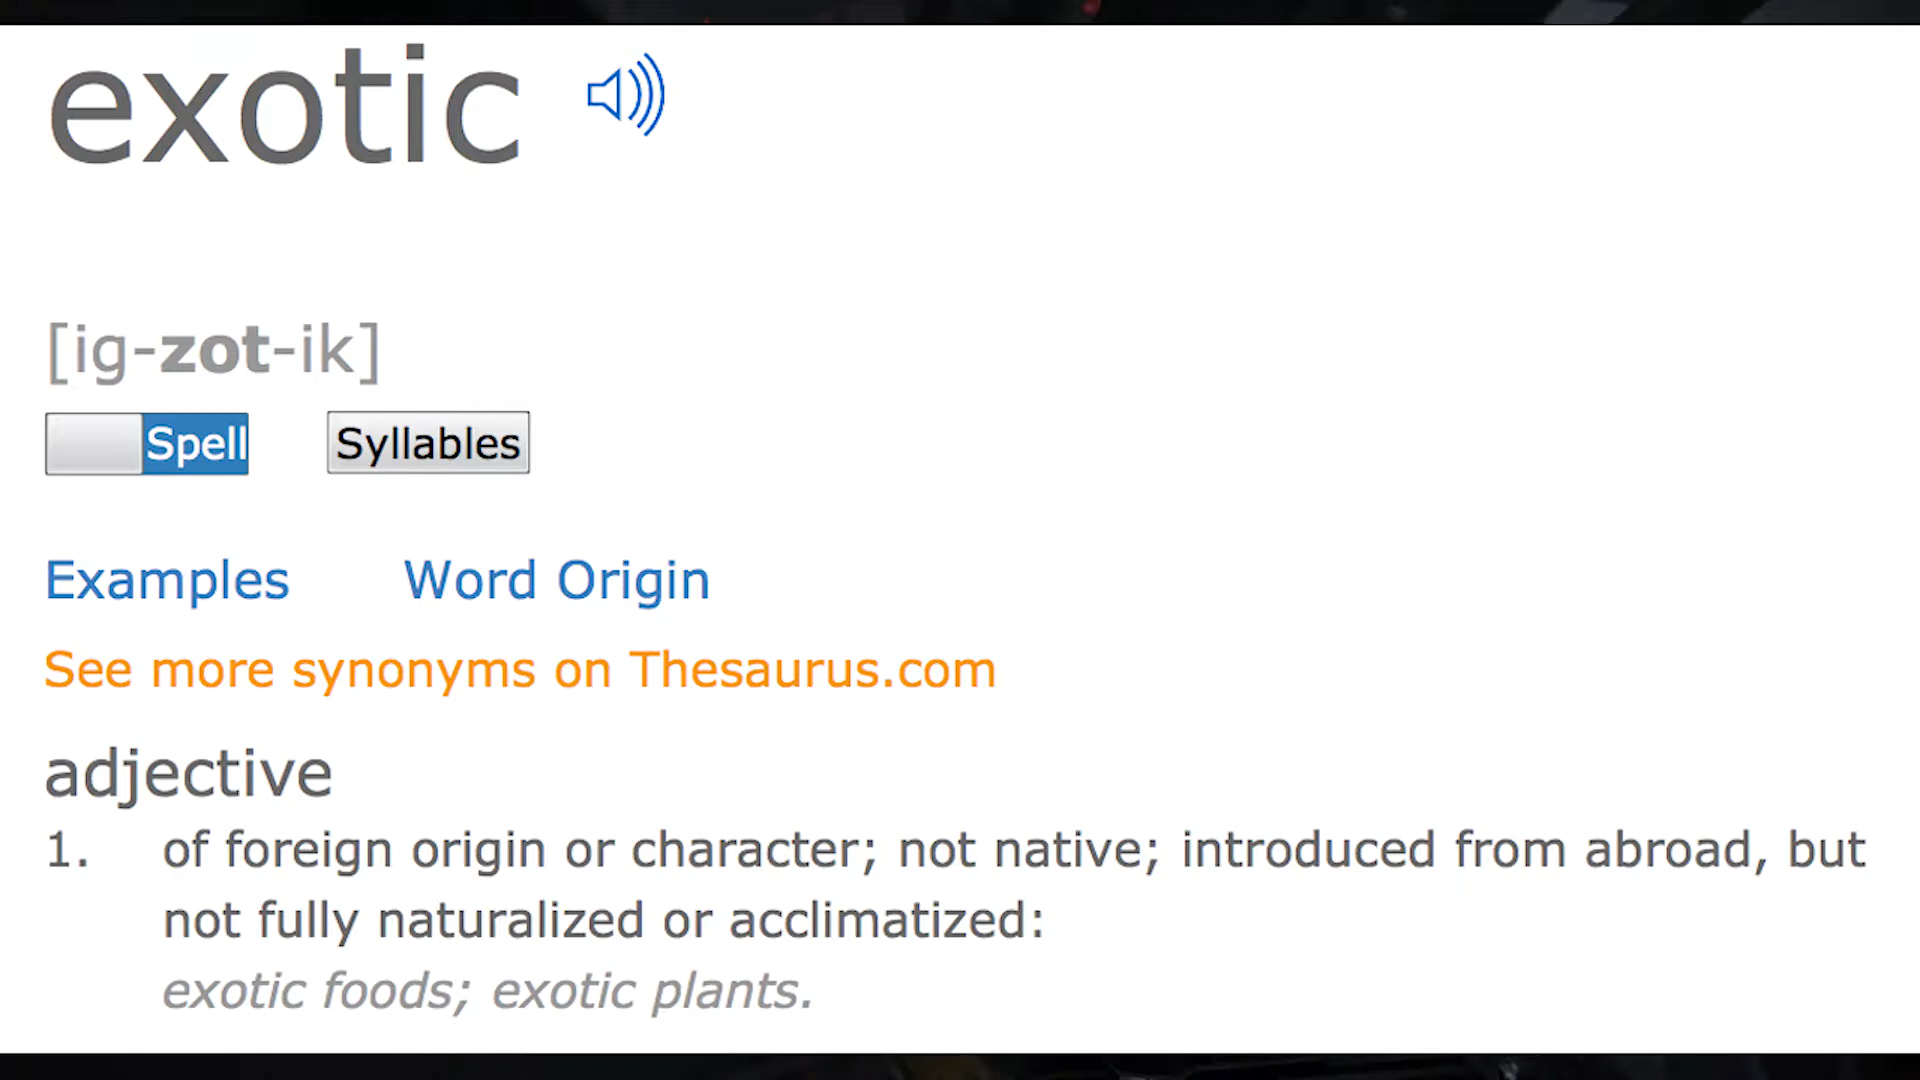 exotic
[ig-zot-ik]
Spell Syllables
Examples Word Origin
See more synonyms on Thesaurus.com
adjective
1. of foreign origin or character; not native; introduced from abroad, but
not fully naturalized or acclimatized:
exotic foods; exotic plants.